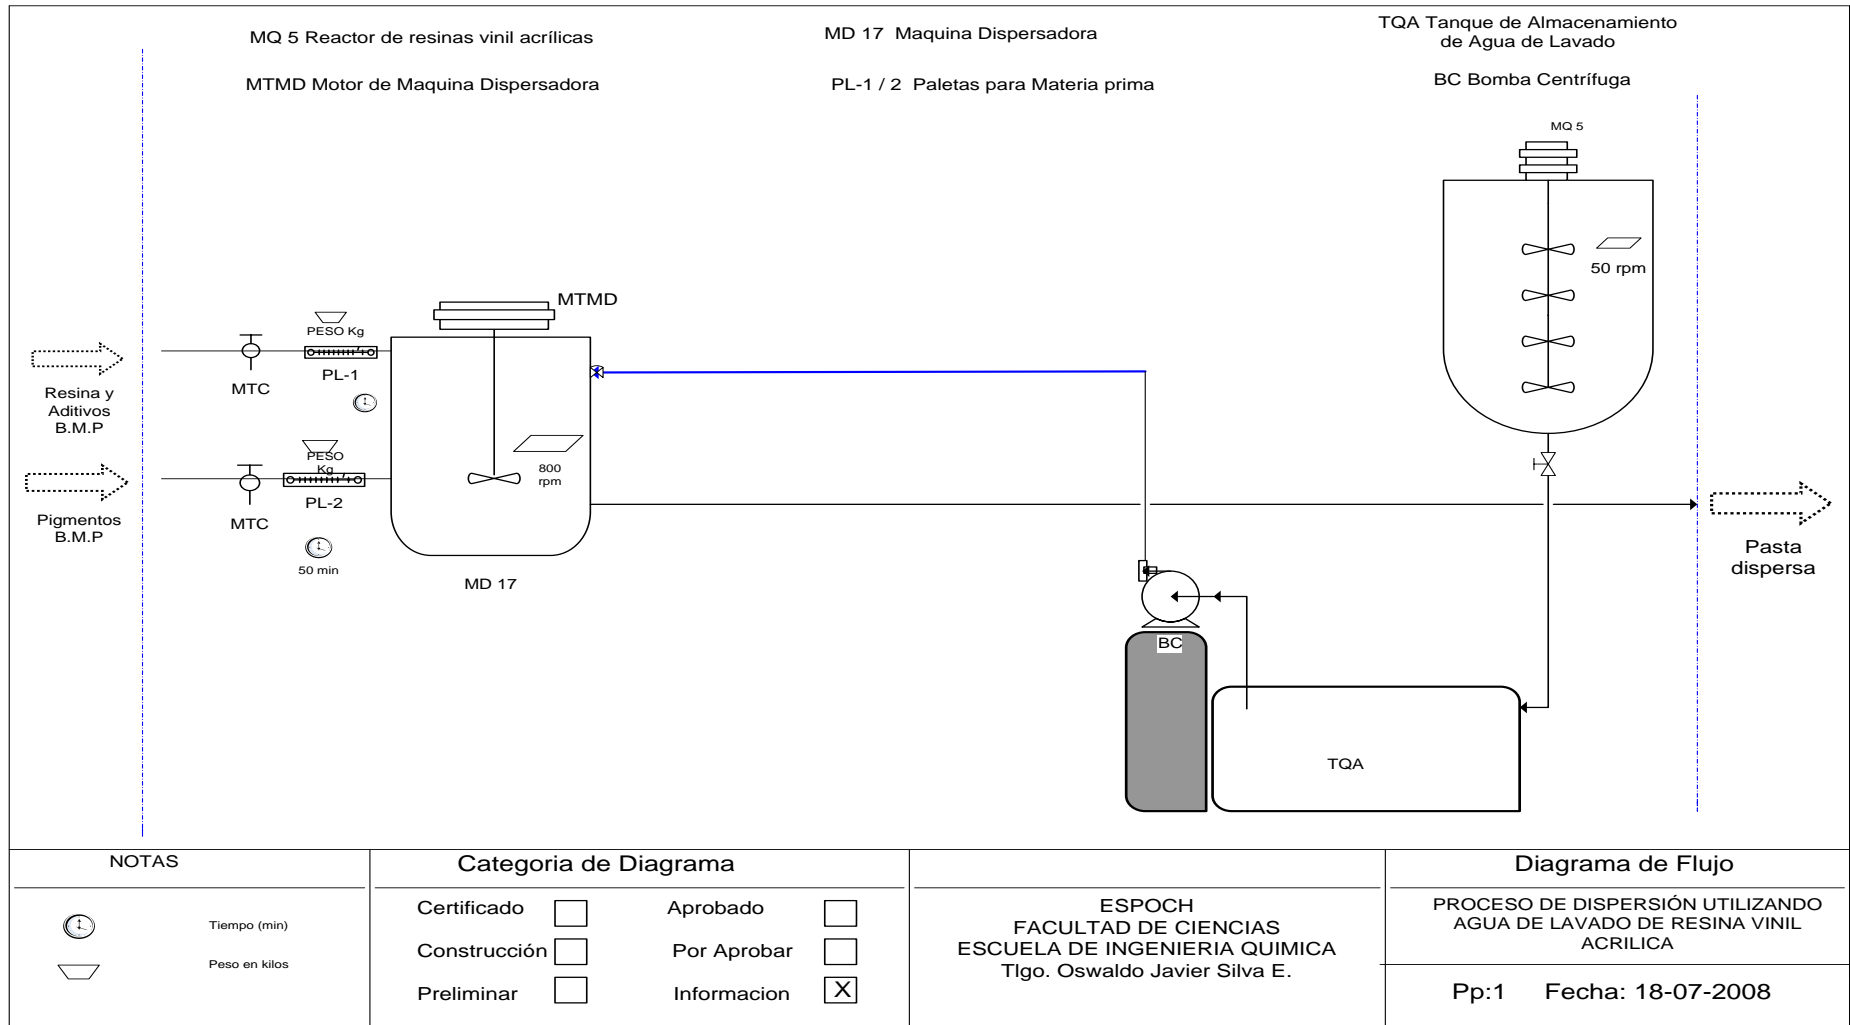 MQ 5 Reactor de resinas vinil acrílicas
MD 17 Maquina Dispersadora
TQA Tanque de Almacenamiento
de Agua de Lavado
MTMD Motor de Maquina Dispersadora
PL-1 / 2 Paletas para Materia prima
BC Bomba Centrífuga
MQ 5
50 rpm
MTMD
PESO Kg
PL-1
MTC
Resina y
Aditivos
B.M.P
PESO
Kg
PL-2
MTC
Pigmentos
B.M.P
50 min
800
rpm
MD 17
Pasta
dispersa
BC
TQA
NOTAS
Tiempo (min)
Peso en kilos
Categoria de Diagrama
Certificado
Aprobado
Construcción
Por Aprobar
Preliminar
Informacion X
ESPOCH
FACULTAD DE CIENCIAS
ESCUELA DE INGENIERIA QUIMICA
Tlgo. Oswaldo Javier Silva E.
Diagrama de Flujo
PROCESO DE DISPERSIÓN UTILIZANDO
AGUA DE LAVADO DE RESINA VINIL
ACRILICA
Pp:1 Fecha: 18-07-2008